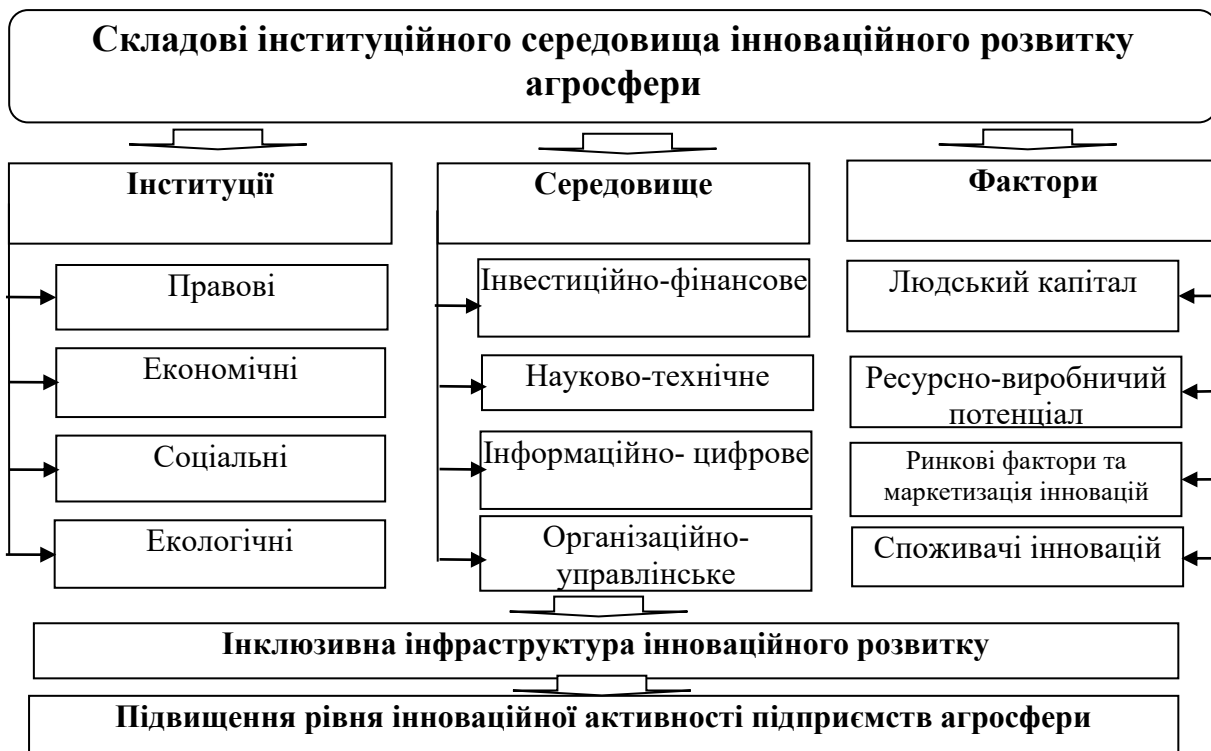 Складові інституційного середовища інноваційного розвитку
агросфери
Інституції
Правові
Економічні
Соціальні
Екологічні
Середовище
Інвестиційно-фінансове
Науково-технічне
Інформаційно- цифрове
Організаційно-
управлінське
Фактори
Людський капітал
Ресурсно-виробничий
потенціал
Ринкові фактори та
маркетизація інновацій
Споживачі інновацій
Інклюзивна інфраструктура інноваційного розвитку
Підвищення рівня інноваційної активності підприємств агросфери